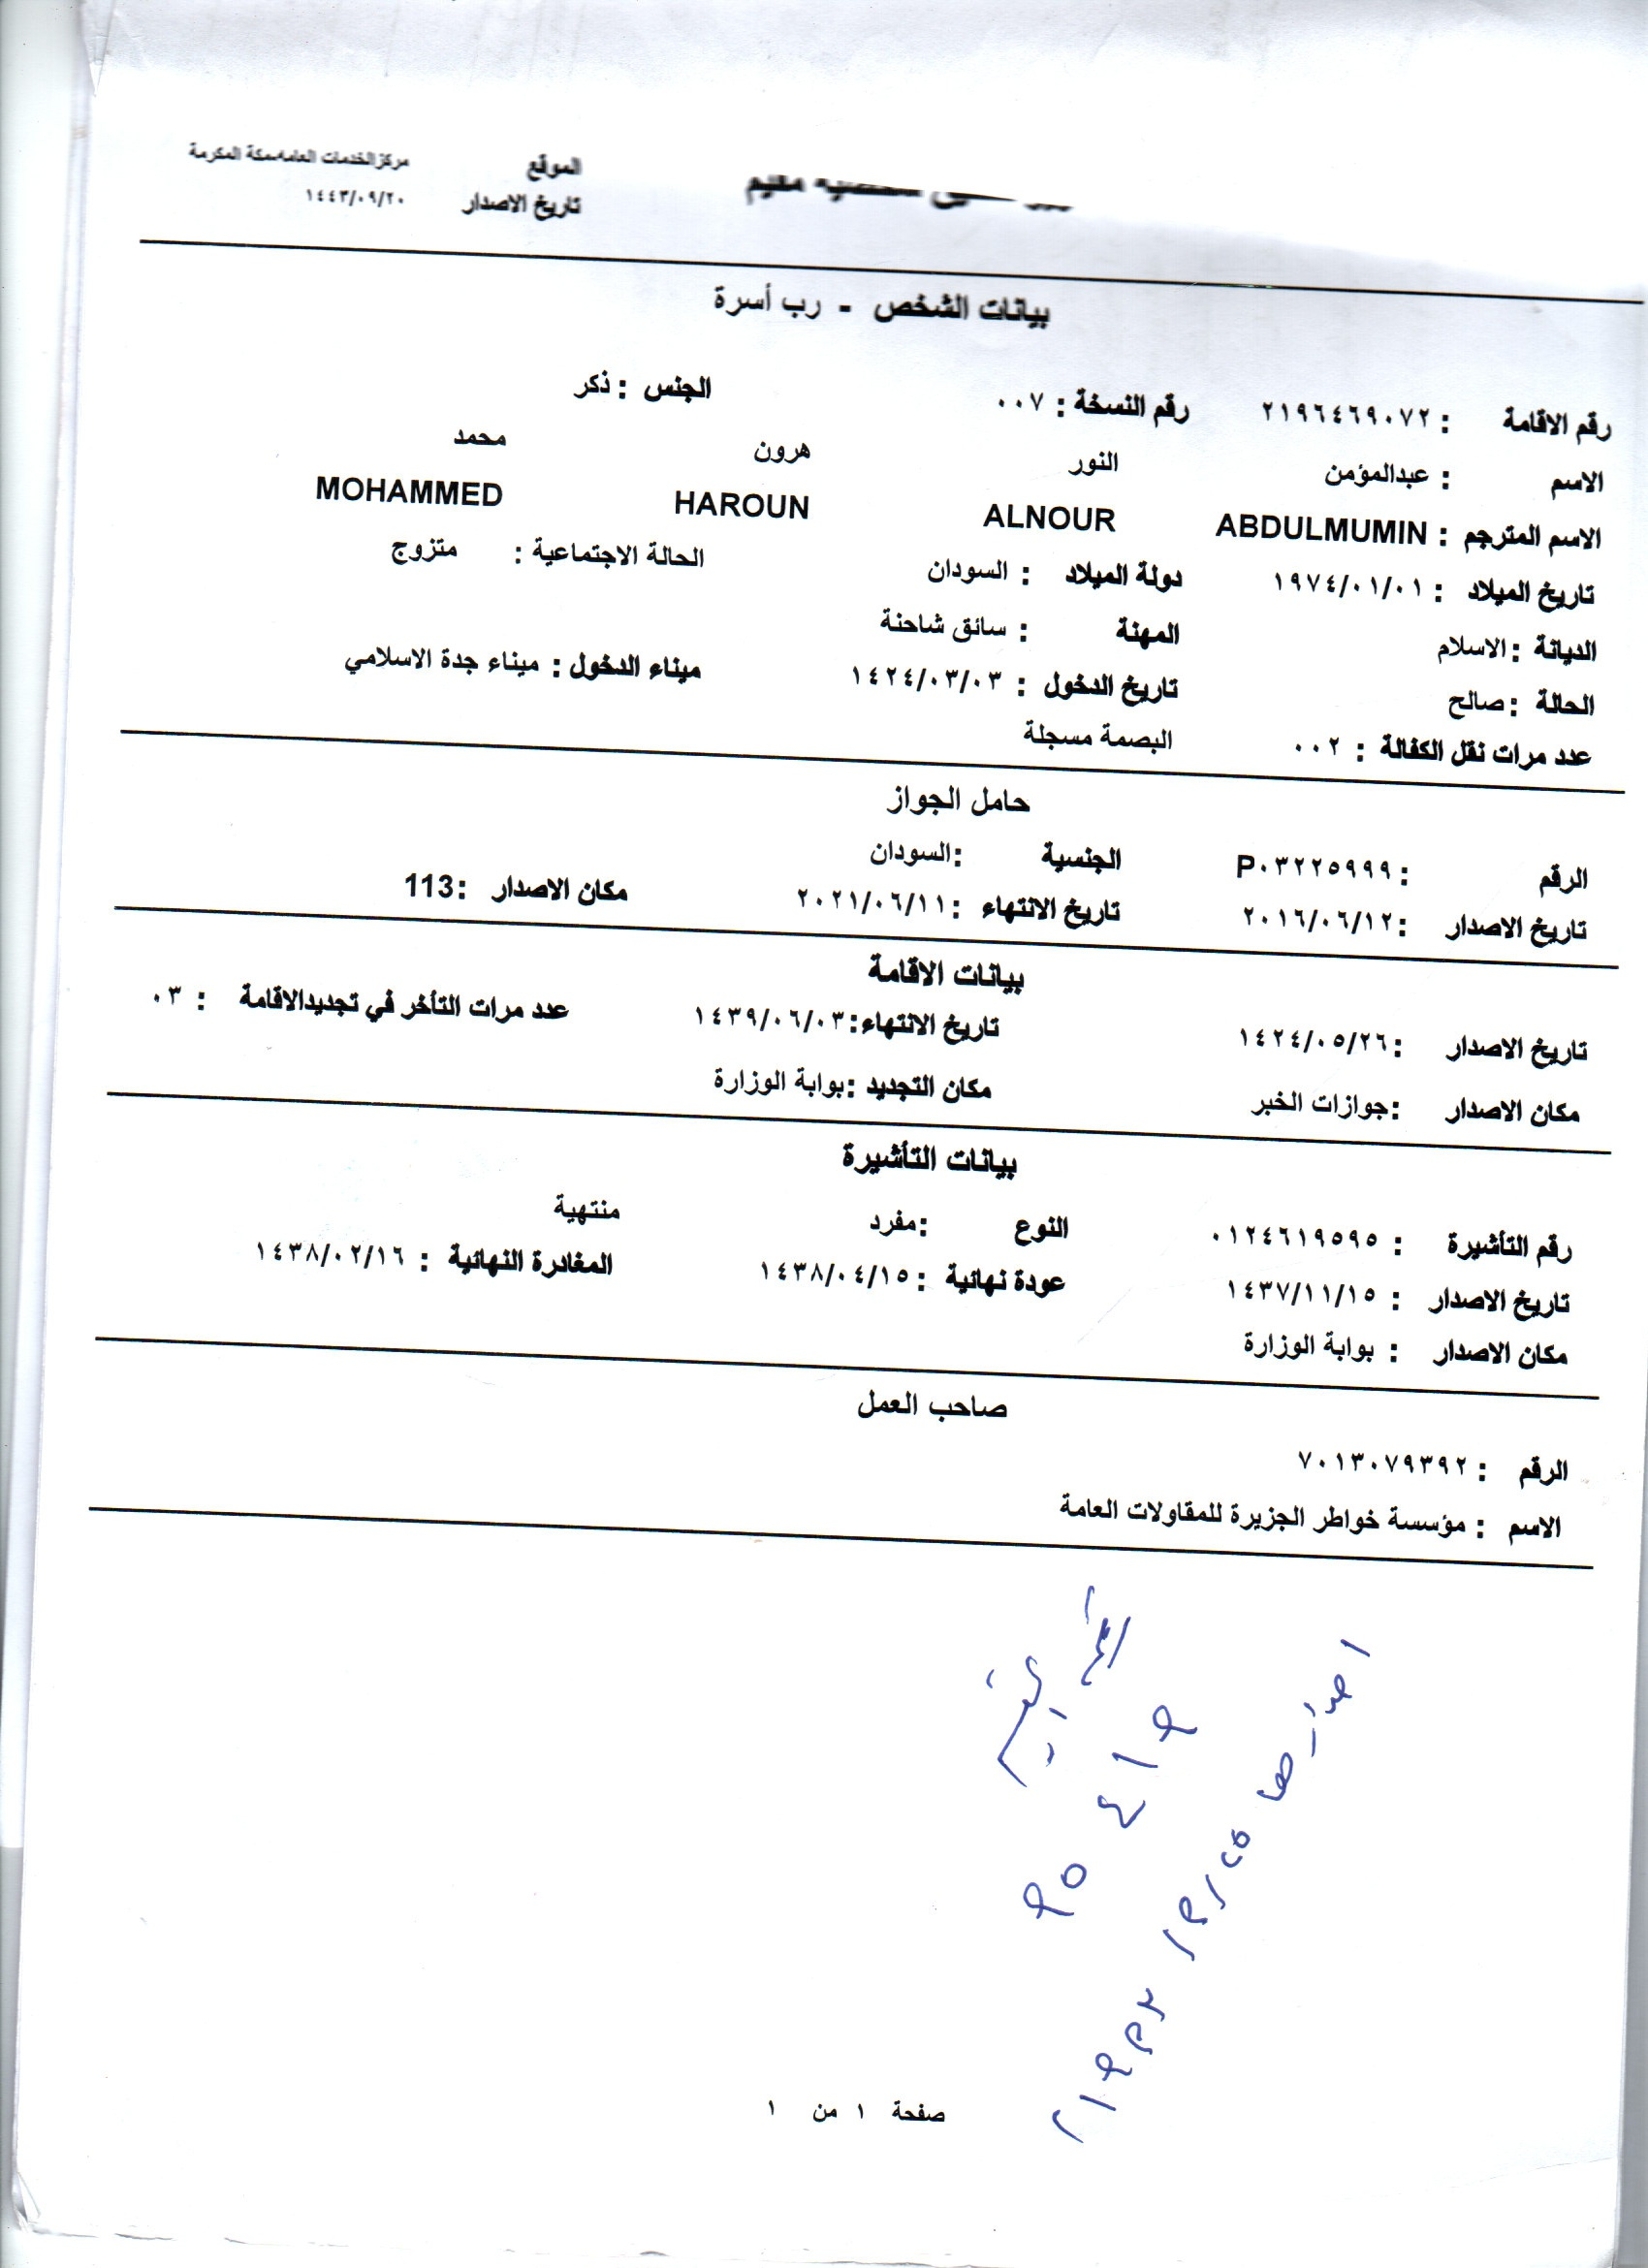 الموقع مركز الخدمات العامة بمكة المكرمة
مقيم
تاريخ الاصدار ١٤٤٣/٠٩/٢٠
بيانات الشخص - رب أسرة
رقم الاقامة : ٢١٩٦٤٦٩٠٧٢ رقم النسخة : ٠٠٧ الجنس : ذكر
الاسم : عبدالمؤمن النور هرون محمد
الاسم المترجم : ABDULMUMIN ALNOUR HAROUN MOHAMMED
تاريخ الميلاد : ١٩٧٤/٠١/٠١ دولة الميلاد : السودان الحالة الاجتماعية : متزوج
الديانة : الاسلام المهنة : سائق شاحنة
الحالة : صالح تاريخ الدخول : ١٤٢٤/٠٣/٠٣ ميناء الدخول : ميناء جدة الاسلامي
عدد مرات نقل الكفالة : ٠٠٢ البصمة مسجلة
حامل الجواز
الرقم : P٠٣٢٢٥٩٩٩ الجنسية : السودان
تاريخ الاصدار : ٢٠١٦/٠٦/١٢ تاريخ الانتهاء : ٢٠٢١/٠٦/١١ مكان الاصدار : 113
بيانات الاقامة
تاريخ الاصدار : ١٤٢٤/٠٥/٢٦ تاريخ الانتهاء: ١٤٣٩/٠٦/٠٣ عدد مرات التأخر في تجديدالاقامة : ٠٣
مكان الاصدار : جوازات الخبر مكان التجديد : بوابة الوزارة
بيانات التأشيرة
رقم التأشيرة : ٠١٢٤٦١٩٥٩٥ النوع : مفرد منتهية
تاريخ الاصدار : ١٤٣٧/١١/١٥ عودة نهائية : ١٤٣٨/٠٤/١٥ المغادرة النهائية : ١٤٣٨/٠٢/١٦
مكان الاصدار : بوابة الوزارة
صاحب العمل
الرقم : ٧٠١٣٠٧٩٣٩٢
الاسم : مؤسسة خواطر الجزيرة للمقاولات العامة
صفحة ١ من ١